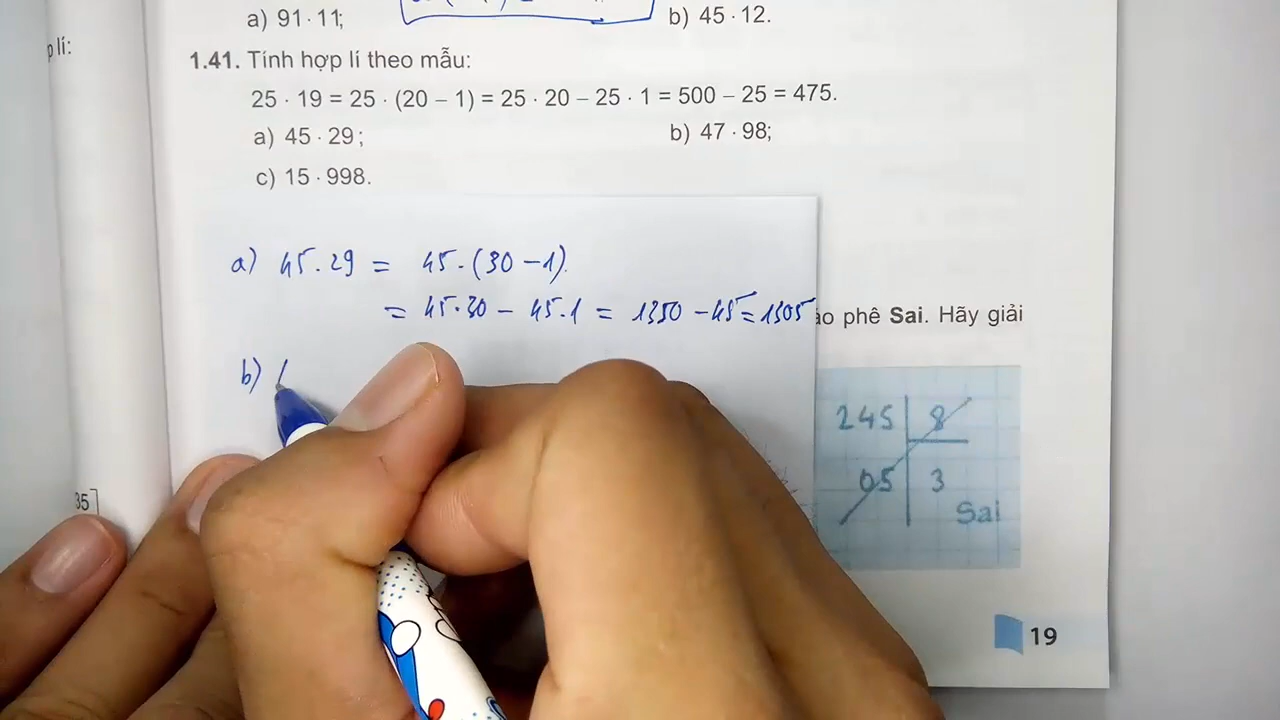 a) 91 · 11;
b) 45 · 12.
lí:
1.41. Tính hợp lí theo mẫu:
25 · 19 = 25 · (20 – 1) = 25 · 20 – 25 · 1 = 500 – 25 = 475.
a) 45 · 29;
b) 47 · 98;
c) 15 · 998.
a) 45.29 = 45.(30 - 1)
= 45.30 - 45.1 = 1350 - 45 = 1305
phê Sai. Hãy giải
b)
245 8
05 3
Sai
35
19